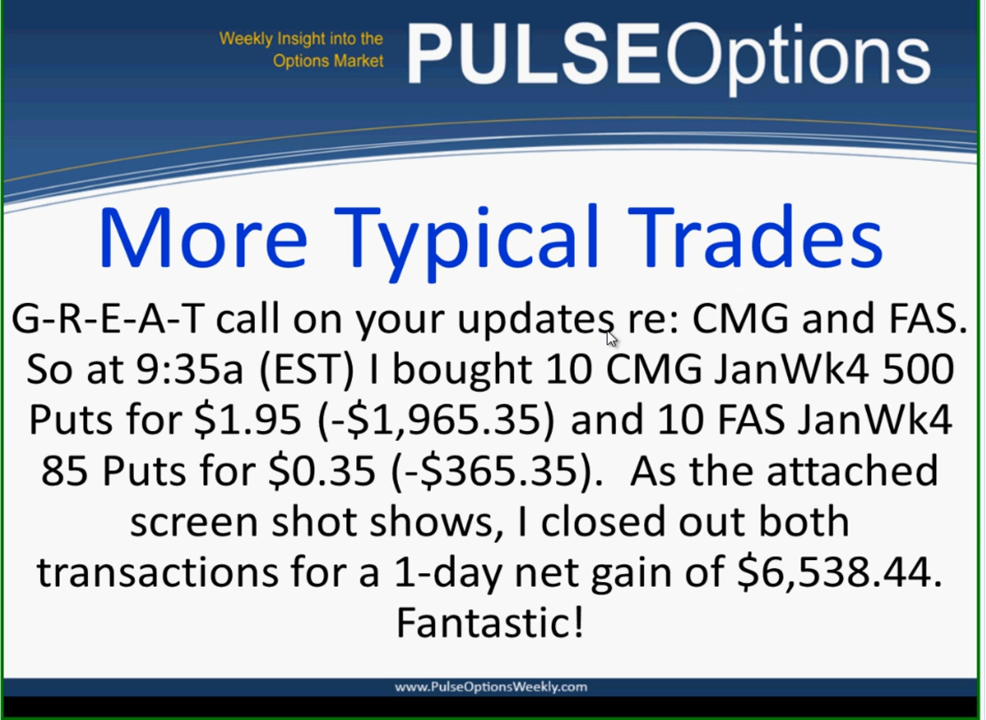 Weekly Insight into the
Options Market
PULSEOptions
More Typical Trades
G-R-E-A-T call on your updates re: CMG and FAS.
So at 9:35a (EST) I bought 10 CMG JanWk4 500
Puts for $1.95 (-$1,965.35) and 10 FAS JanWk4
85 Puts for $0.35 (-$365.35).  As the attached
screen shot shows, I closed out both
transactions for a 1-day net gain of $6,538.44.
Fantastic!
www.PulseOptionsWeekly.com